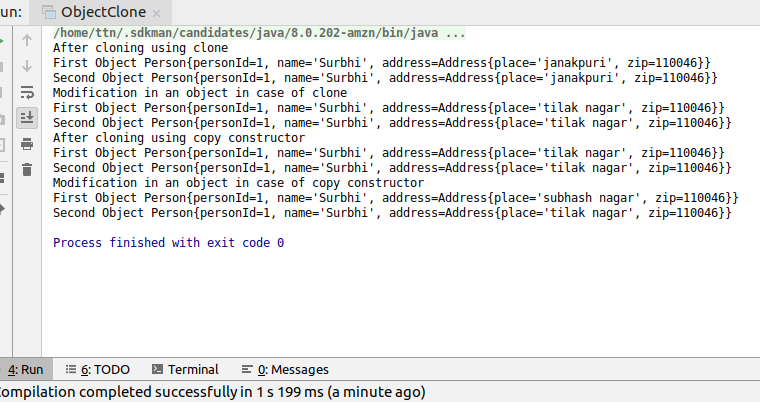 un: ObjectClone ×
/home/ttn/.sdkman/candidates/java/8.0.202-amzn/bin/java ...
After cloning using clone
First Object Person{personId=1, name='Surbhi', address=Address{place='janakpuri', zip=110046}}
Second Object Person{personId=1, name='Surbhi', address=Address{place='janakpuri', zip=110046}}
Modification in an object in case of clone
First Object Person{personId=1, name='Surbhi', address=Address{place='tilak nagar', zip=110046}}
Second Object Person{personId=1, name='Surbhi', address=Address{place='tilak nagar', zip=110046}}
After cloning using copy constructor
First Object Person{personId=1, name='Surbhi', address=Address{place='tilak nagar', zip=110046}}
Second Object Person{personId=1, name='Surbhi', address=Address{place='tilak nagar', zip=110046}}
Modification in an object in case of copy constructor
First Object Person{personId=1, name='Surbhi', address=Address{place='subhash nagar', zip=110046}}
Second Object Person{personId=1, name='Surbhi', address=Address{place='tilak nagar', zip=110046}}
Process finished with exit code 0
4: Run 6: TODO Terminal 0: Messages
ompilation completed successfully in 1 s 199 ms (a minute ago)